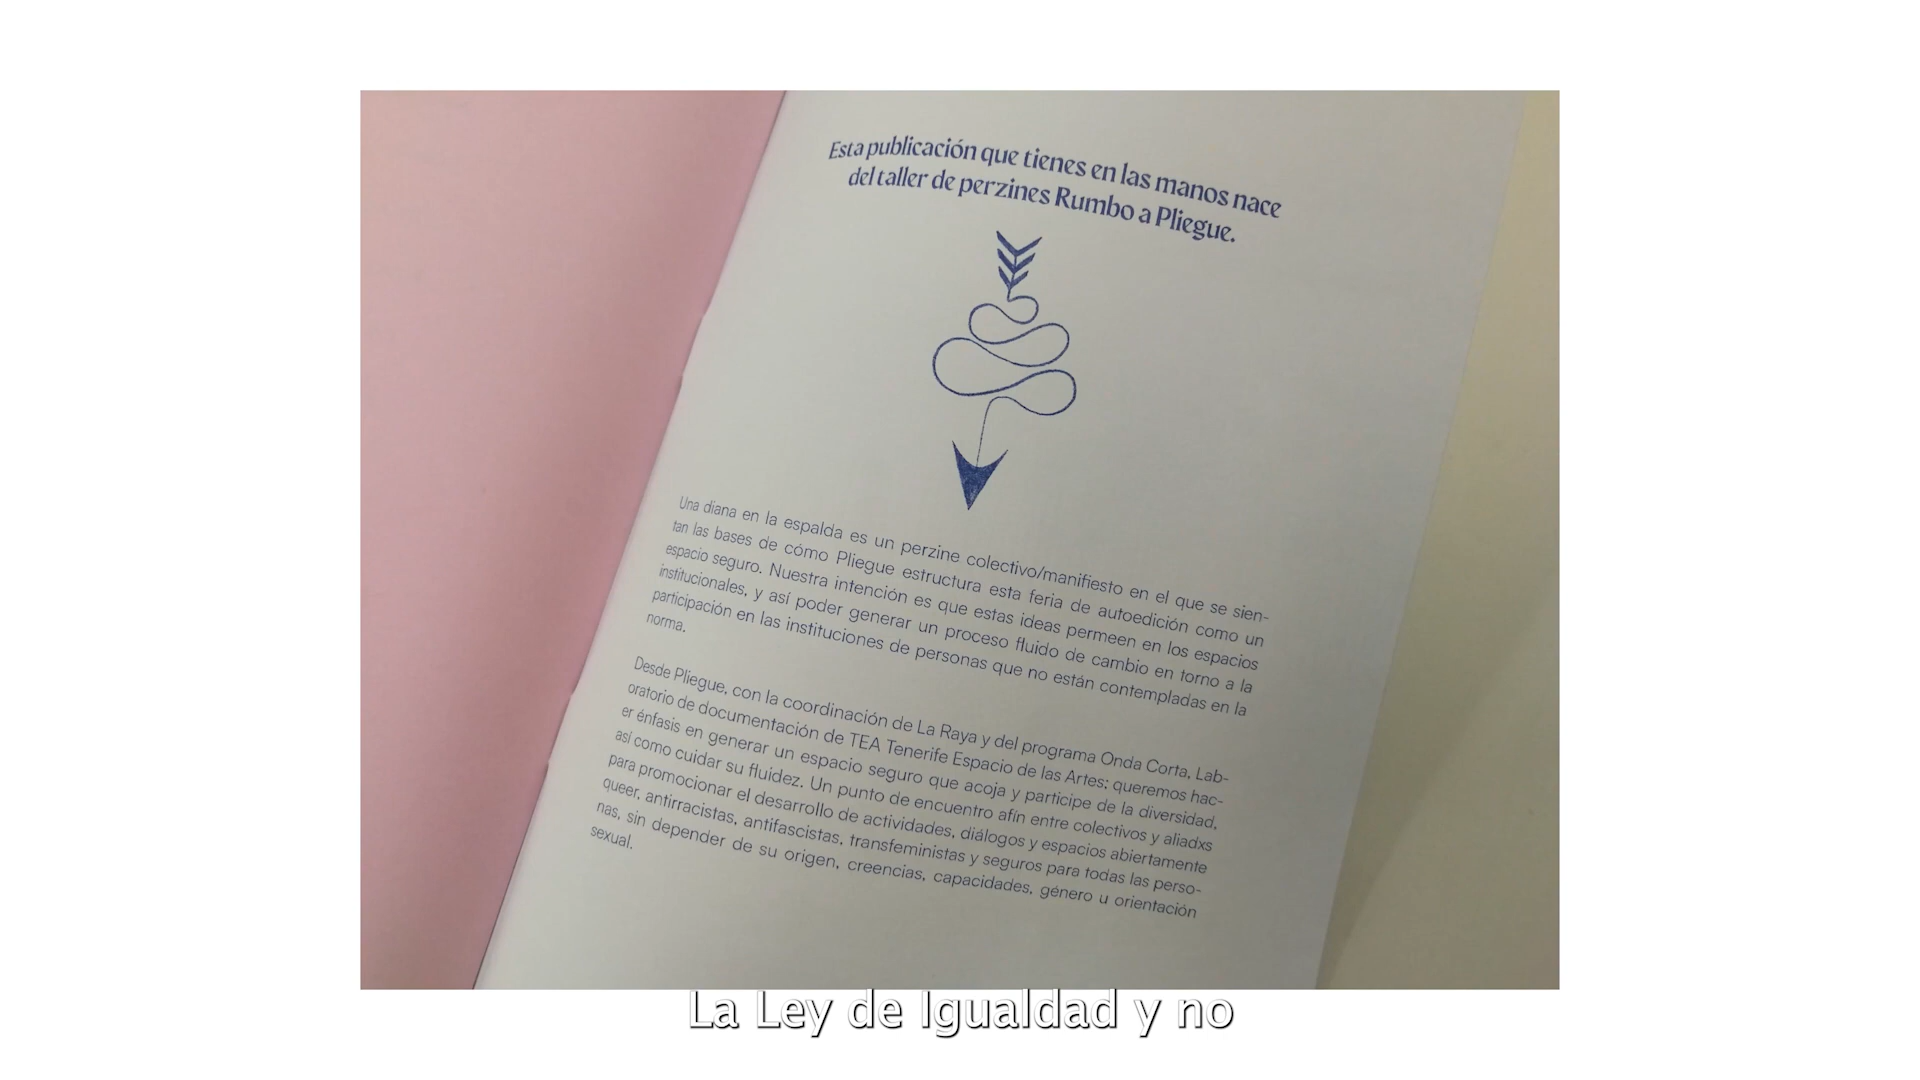 Esta publicación que tienes en las manos nace
del taller de perzines Rumbo a Pliegue.
Una diana en la espalda es un perzine colectivo/manifiesto en el que se sien-
tan las bases de cómo Pliegue estructura esta feria de autoedición como un
espacio seguro. Nuestra intención es que estas ideas permeen en los espacios
institucionales, y así poder generar un proceso fluido de cambio en torno a la
participación en las instituciones de personas que no están contempladas en la
norma.
Desde Pliegue, con la coordinación de La Raya y del programa Onda Corta, Lab-
oratorio de documentación de TEA Tenerife Espacio de las Artes; queremos hac-
er énfasis en generar un espacio seguro que acoja y participe de la diversidad,
así como cuidar su fluidez. Un punto de encuentro afín entre colectivos y aliadxs
para promocionar el desarrollo de actividades, diálogos y espacios abiertamente
queer, antirracistas, antifascistas, transfeministas y seguros para todas las perso-
nas, sin depender de su origen, creencias, capacidades, género u orientación
sexual.
La Ley de Igualdad y no